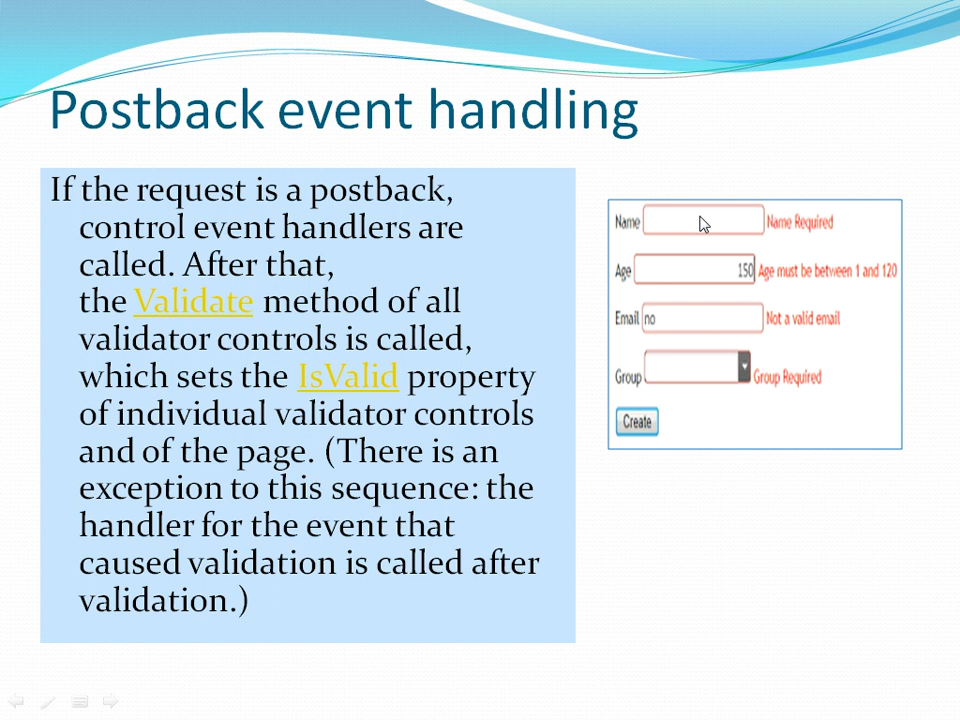 Postback event handling
If the request is a postback,
control event handlers are
called. After that,
the Validate method of all
validator controls is called,
which sets the IsValid property
of individual validator controls
and of the page. (There is an
exception to this sequence: the
handler for the event that
caused validation is called after
validation.)
Name Name Required
Age 150 Age must be between 1 and 120
Email no Not a valid email
Group Group Required
Create